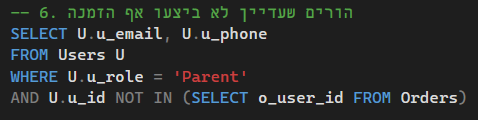 -- 6. הורים שעדיין לא ביצעו אף הזמנה
SELECT U.u_email, U.u_phone
FROM Users U
WHERE U.u_role = 'Parent'
AND U.u_id NOT IN (SELECT o_user_id FROM Orders)